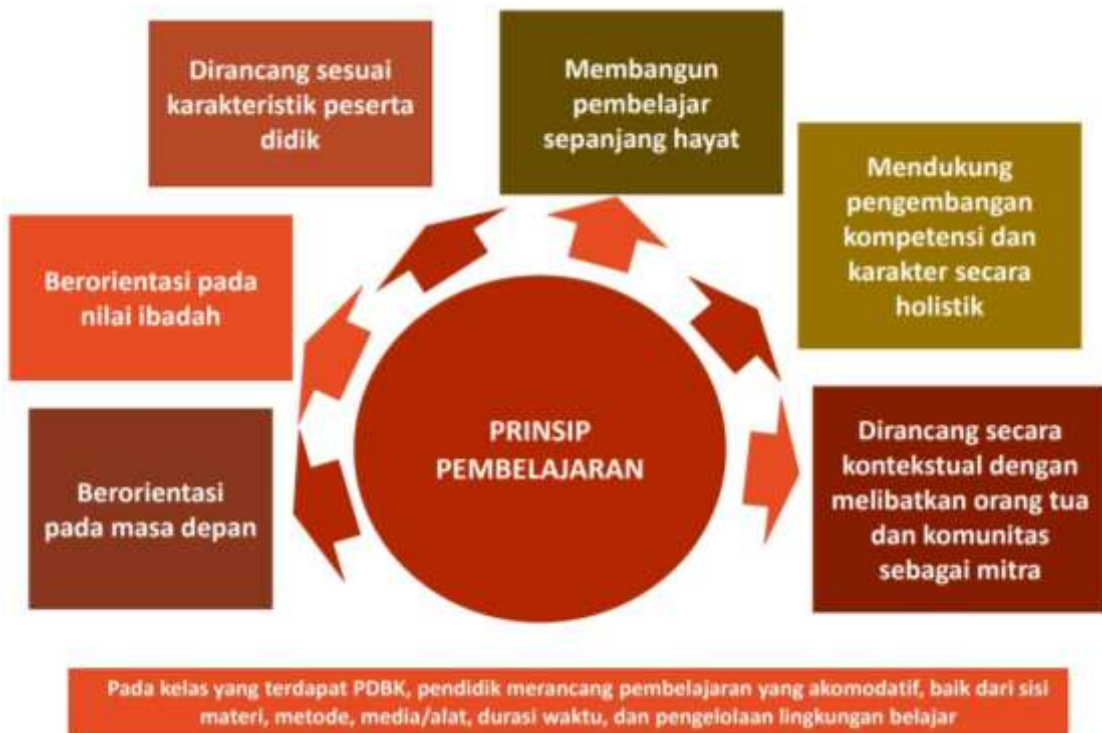 Dirancang sesuai
karakteristik peserta
didik
Membangun
pembelajar
sepanjang hayat
Mendukung
pengembangan
kompetensi dan
karakter secara
holistik
Berorientasi pada
nilai ibadah
Berorientasi
pada masa depan
PRINSIP
PEMBELAJARAN
Dirancang secara
kontekstual dengan
melibatkan orang tua
dan komunitas
sebagai mitra
Pada kelas yang terdapat PDBK, pendidik merancang pembelajaran yang akomodatif, baik dari sisi
materi, metode, media/alat, durasi waktu, dan pengelolaan lingkungan belajar